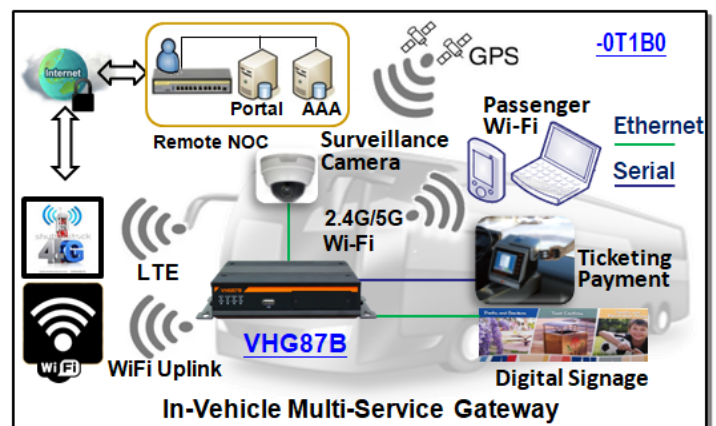 -0T1B0
Internet
GPS
Portal
AAA
Remote NOC
Passenger
Wi-Fi
Ethernet
Serial
Surveillance
Camera
2.4G/5G
Wi-Fi
4G
LTE
Ticketing
Payment
VHG87B
VHG87B
WiFi
WiFi Uplink
Digital Signage
In-Vehicle Multi-Service Gateway